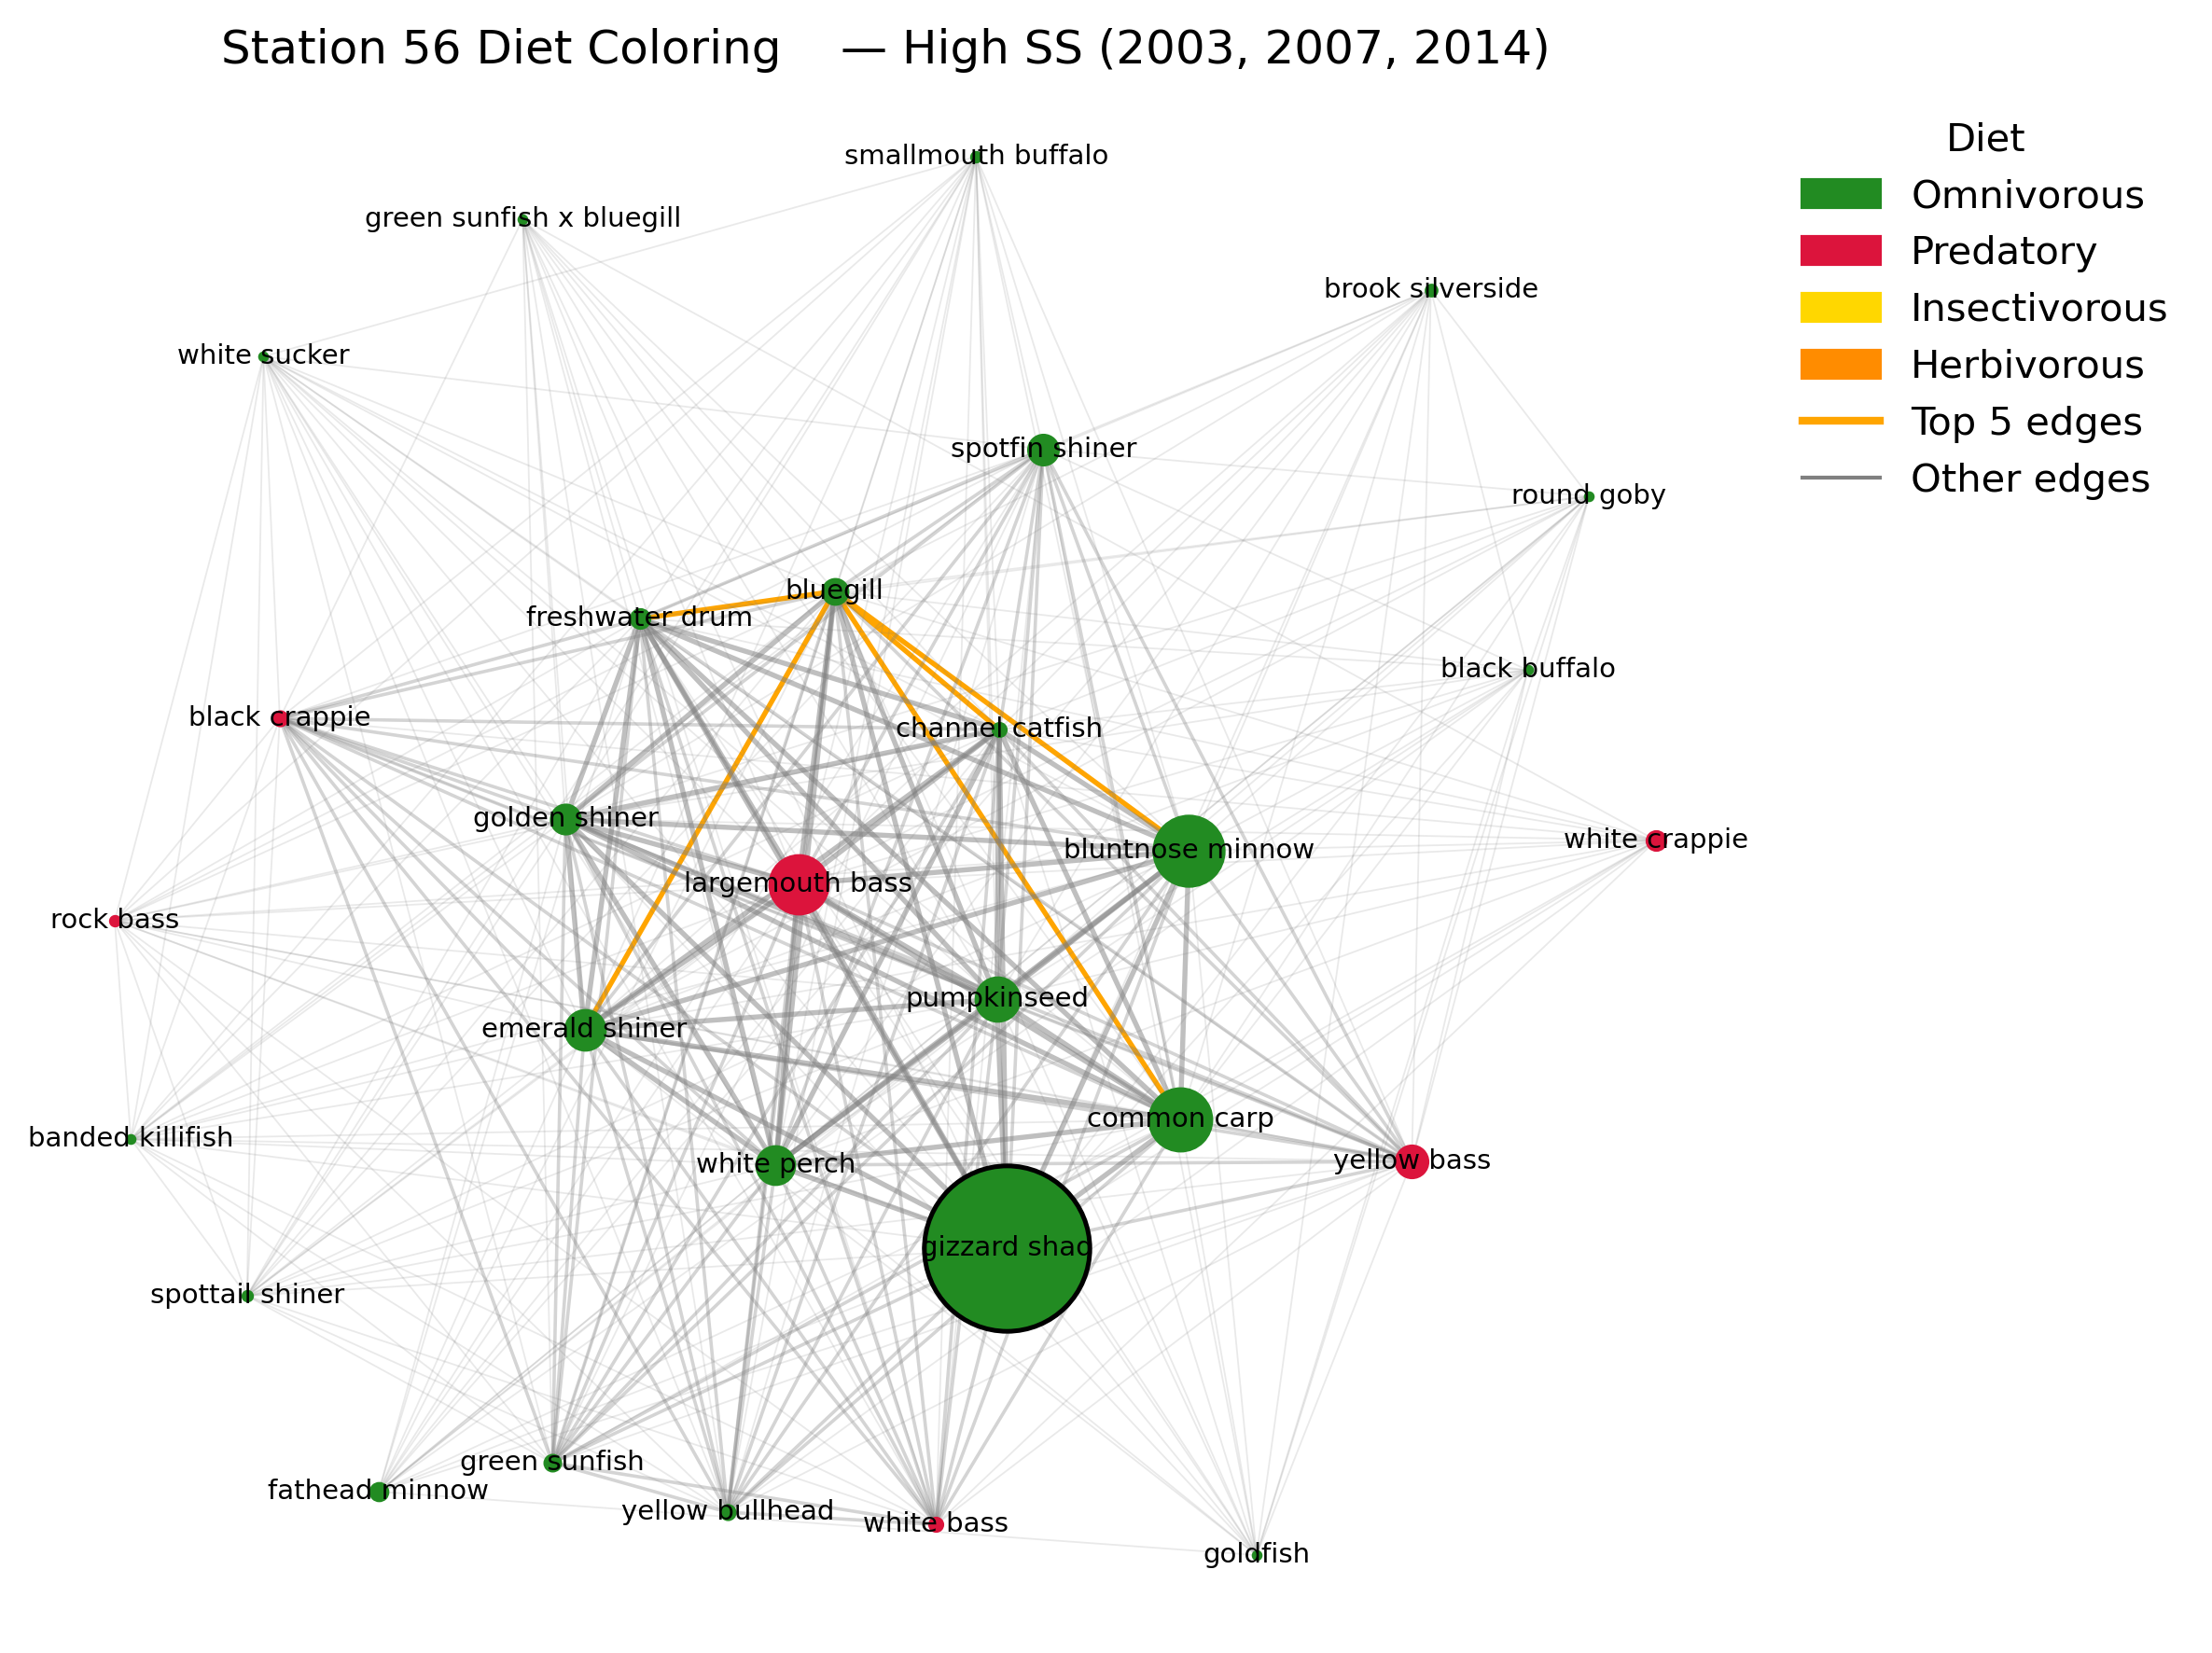 Station 56 Diet Coloring — High SS (2003, 2007, 2014)
Diet
Omnivorous
Predatory
Insectivorous
Herbivorous
Top 5 edges
Other edges
smallmouth buffalo
green sunfish x bluegill
brook silverside
white sucker
spotfin shiner
round goby
bluegill
freshwater drum
black buffalo
black crappie
channel catfish
golden shiner
white crappie
bluntnose minnow
largemouth bass
rock bass
pumpkinseed
emerald shiner
common carp
banded killifish
white perch
yellow bass
gizzard shad
spottail shiner
green sunfish
fathead minnow
yellow bullhead
white bass
goldfish